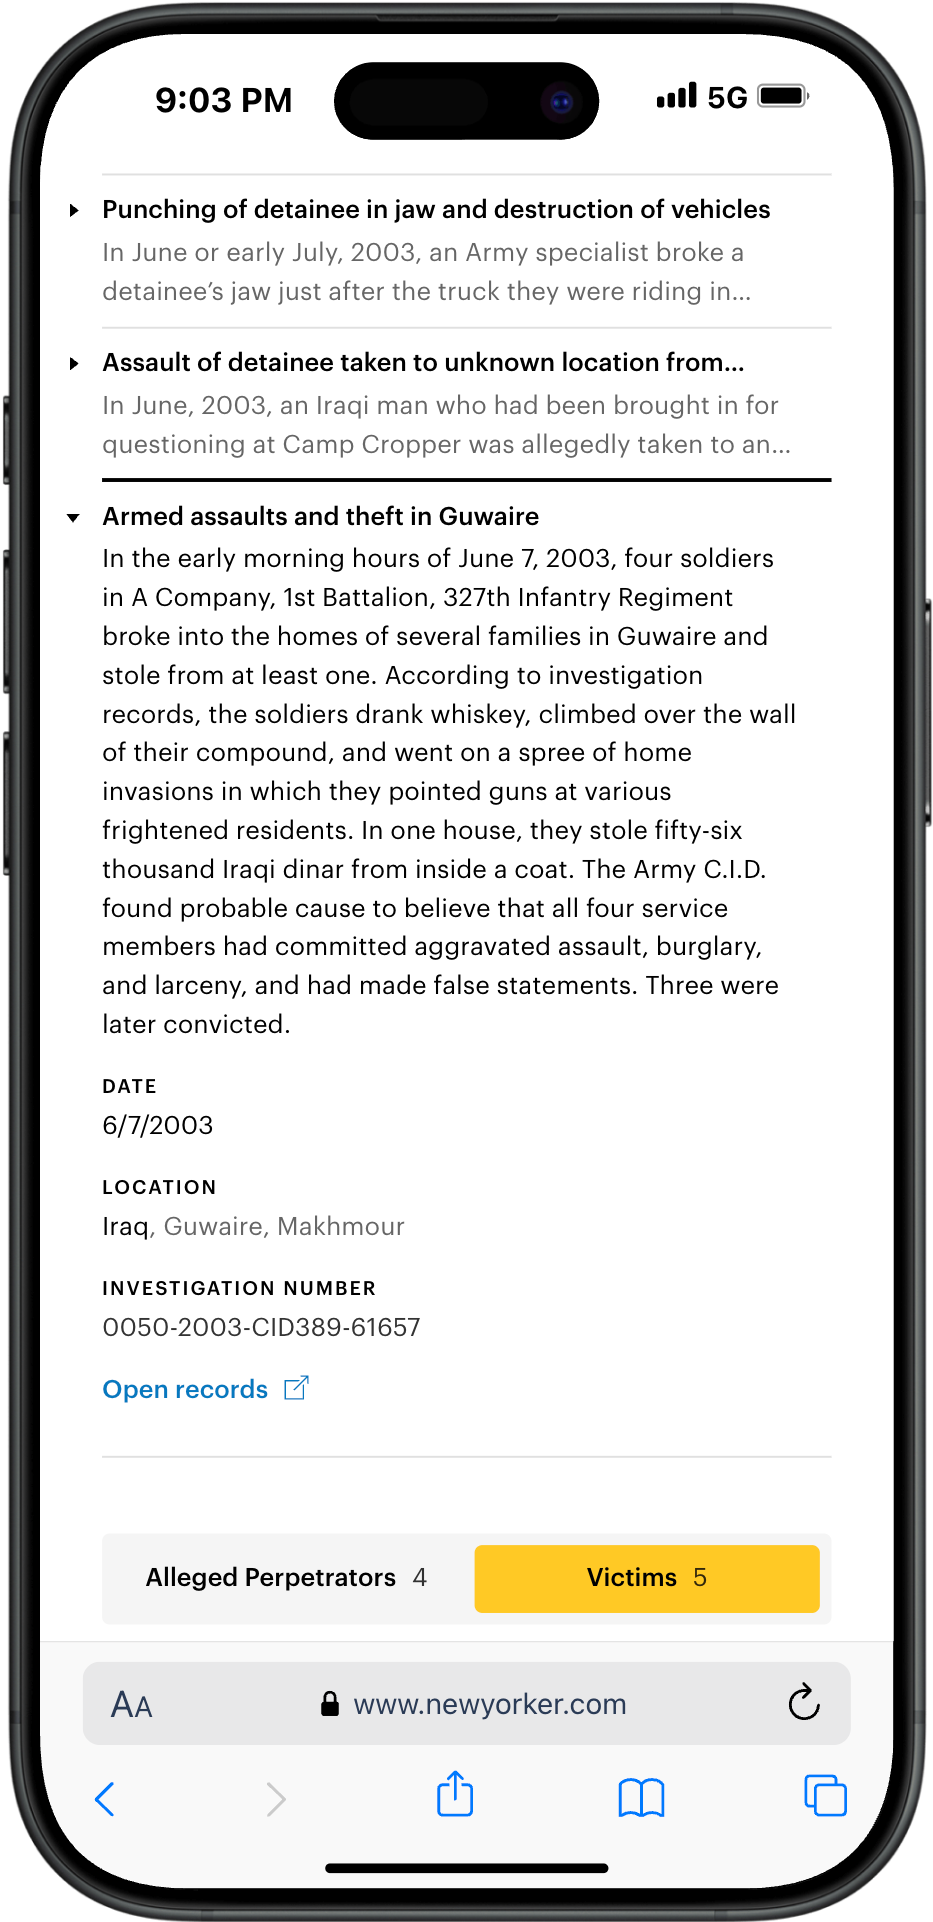 9:03 PM
5G
Punching of detainee in jaw and destruction of vehicles
In June or early July, 2003, an Army specialist broke a
detainee’s jaw just after the truck they were riding in...
Assault of detainee taken to unknown location from...
In June, 2003, an Iraqi man who had been brought in for
questioning at Camp Cropper was allegedly taken to an...
Armed assaults and theft in Guwaire
In the early morning hours of June 7, 2003, four soldiers
in A Company, 1st Battalion, 327th Infantry Regiment
broke into the homes of several families in Guwaire and
stole from at least one. According to investigation
records, the soldiers drank whiskey, climbed over the wall
of their compound, and went on a spree of home
invasions in which they pointed guns at various
frightened residents. In one house, they stole fifty-six
thousand Iraqi dinar from inside a coat. The Army C.I.D.
found probable cause to believe that all four service
members had committed aggravated assault, burglary,
and larceny, and had made false statements. Three were
later convicted.
DATE
6/7/2003
LOCATION
Iraq, Guwaire, Makhmour
INVESTIGATION NUMBER
0050-2003-CID389-61657
Open records
Alleged Perpetrators 4
Victims 5
AA
www.newyorker.com